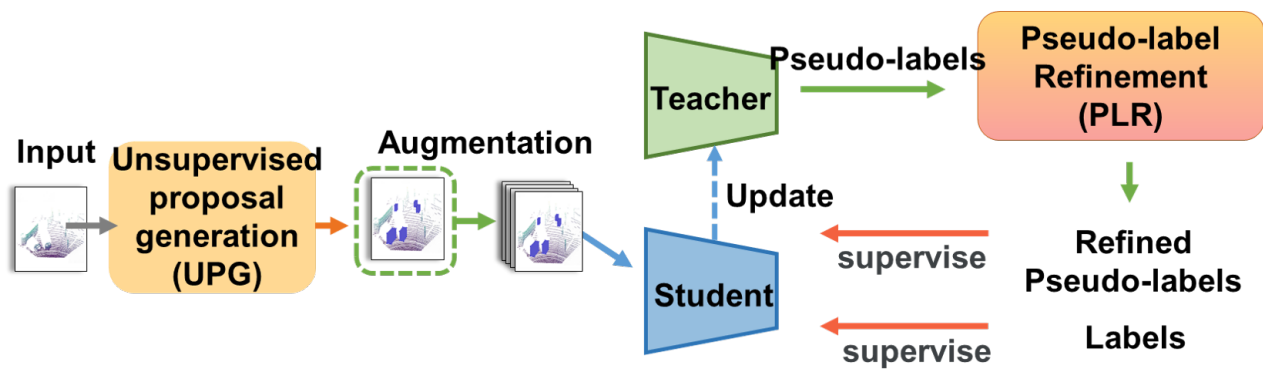 Input
Unsupervised
proposal
generation
(UPG)
Augmentation
Teacher
Pseudo-labels
Pseudo-label
Refinement
(PLR)
Update
Student
supervise
Refined
Pseudo-labels
supervise
Labels